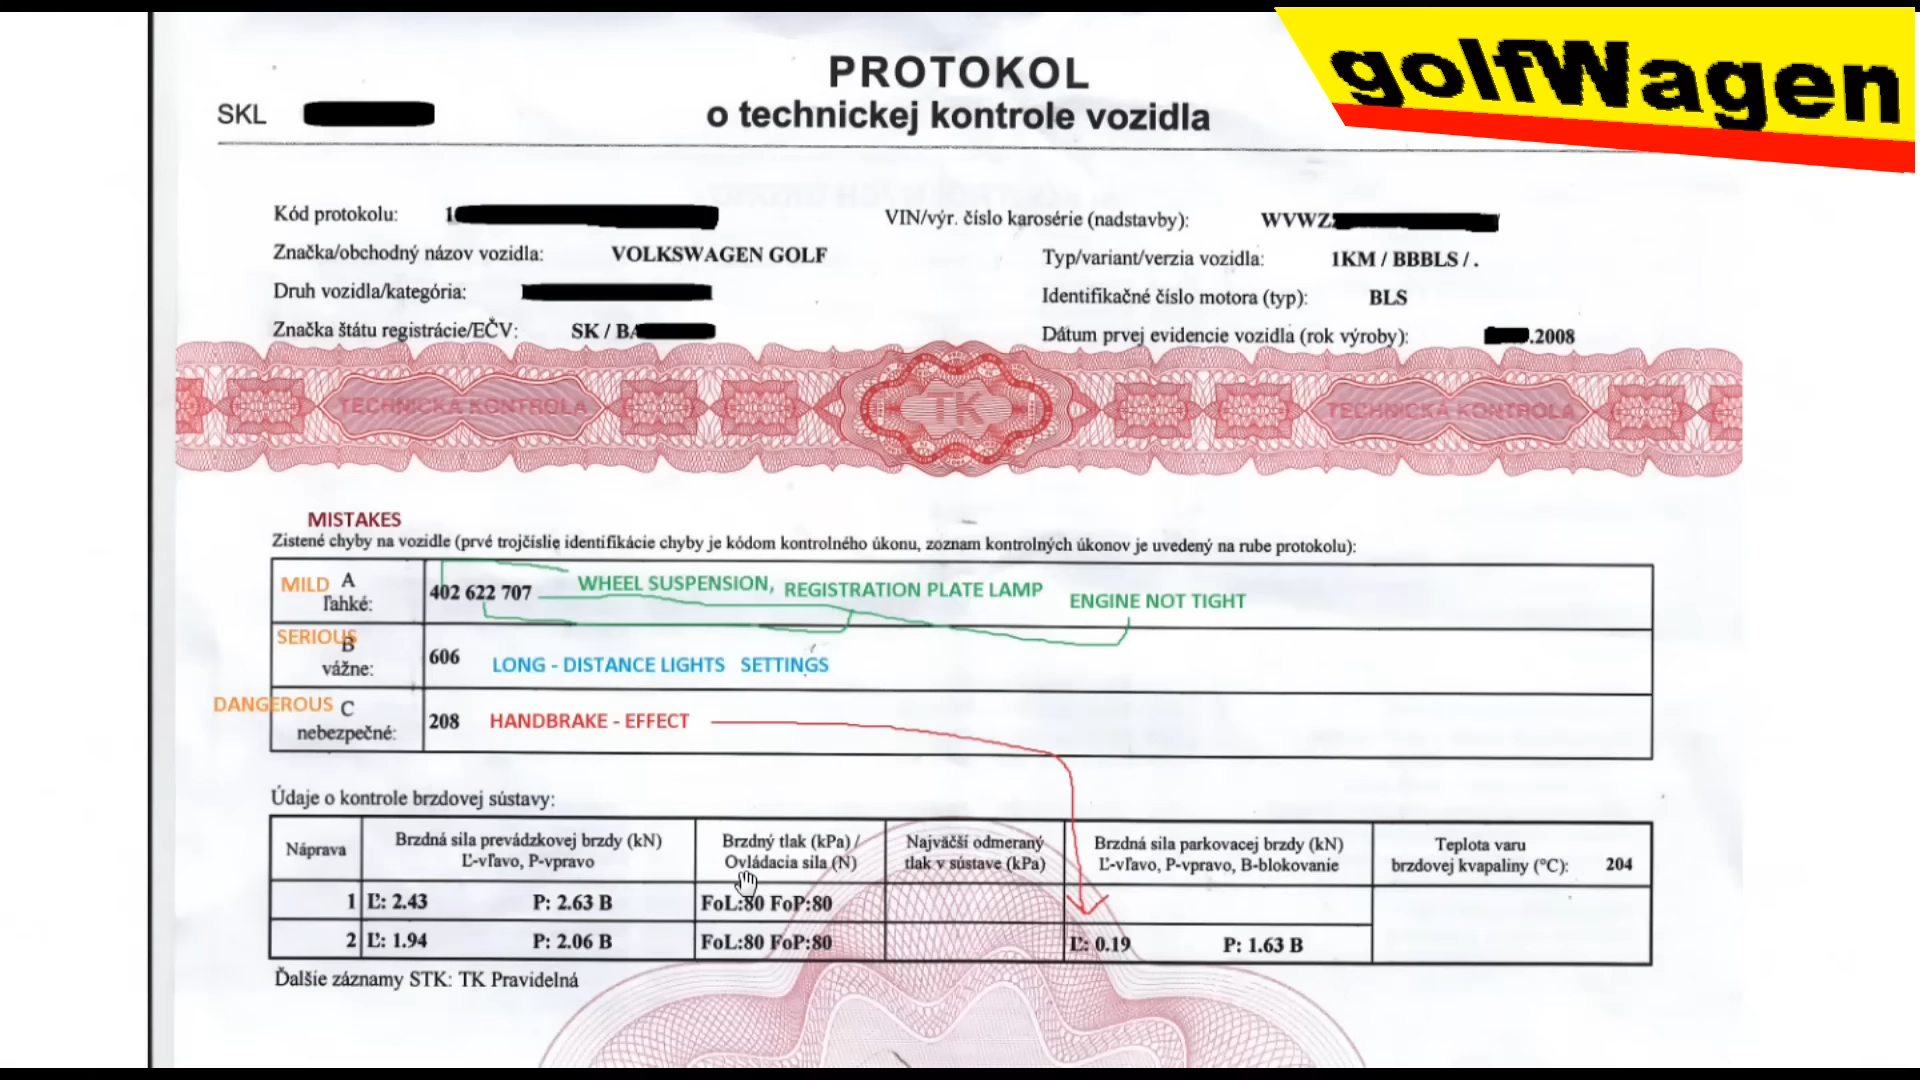 golfWagen
PROTOKOL
o technickej kontrole vozidla
SKL
Kód protokolu: 1
VIN/výr. číslo karosérie (nadstavby): WVWZ
Značka/obchodný názov vozidla: VOLKSWAGEN GOLF
Typ/variant/verzia vozidla: 1KM / BBBLS / .
Druh vozidla/kategória:
Identifikačné číslo motora (typ): BLS
Značka štátu registrácie/EČV: SK / BA
Dátum prvej evidencie vozidla (rok výroby): .2008
TECHNICKÁ KONTROLA TK TECHNICKÁ KONTROLA
MISTAKES
Zistené chyby na vozidle (prvé trojčíslie identifikácie chyby je kódom kontrolného úkonu, zoznam kontrolných úkonov je uvedený na rube protokolu):
MILD A
ľahké: 402 622 707 WHEEL SUSPENSION, REGISTRATION PLATE LAMP ENGINE NOT TIGHT
SERIOUS B
vážne: 606 LONG - DISTANCE LIGHTS SETTINGS
DANGEROUS C
nebezpečné: 208 HANDBRAKE - EFFECT
Údaje o kontrole brzdovej sústavy:
Náprava
Brzdná sila prevádzkovej brzdy (kN)
Ľ-vľavo, P-vpravo
Brzdný tlak (kPa) /
Ovládacia sila (N)
Najväčší odmeraný
tlak v sústave (kPa)
Brzdná sila parkovacej brzdy (kN)
Ľ-vľavo, P-vpravo, B-blokovanie
Teplota varu
brzdovej kvapaliny (°C): 204
1 Ľ: 2.43 P: 2.63 B FoL:80 FoP:80
2 Ľ: 1.94 P: 2.06 B FoL:80 FoP:80 Ľ: 0.19 P: 1.63 B
Ďalšie záznamy STK: TK Pravidelná